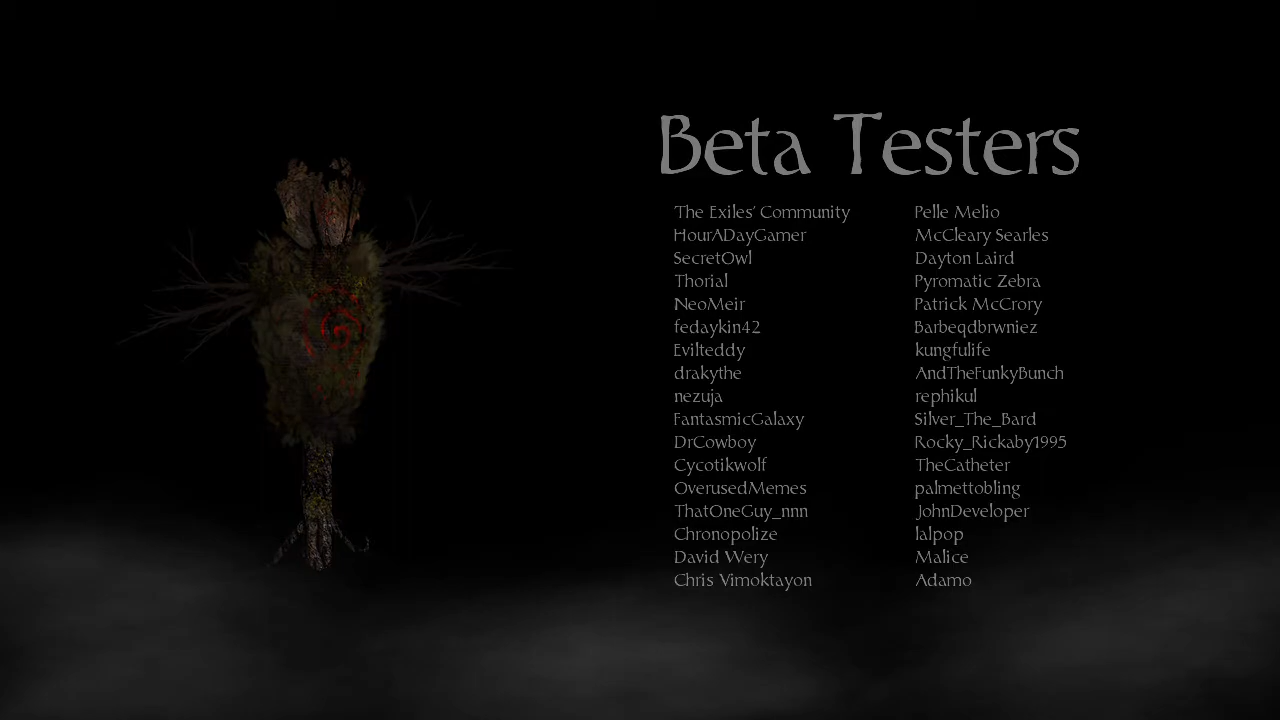 Beta Testers
The Exiles' Community
HourADayGamer
SecretOwl
Thorial
NeoMeir
fedaykin42
Evilteddy
drakythe
nezuja
FantasmicGalaxy
DrCowboy
Cycotikwolf
OverusedMemes
ThatOneGuy_nnn
Chronopolize
David Wery
Chris Vimoktayon
Pelle Melio
McCleary Searles
Dayton Laird
Pyromatic Zebra
Patrick McCrory
Barbeqdbrwniez
kungfulife
AndTheFunkyBunch
rephikul
Silver_The_Bard
Rocky_Rickaby1995
TheCatheter
palmettobling
JohnDeveloper
lalpop
Malice
Adamo